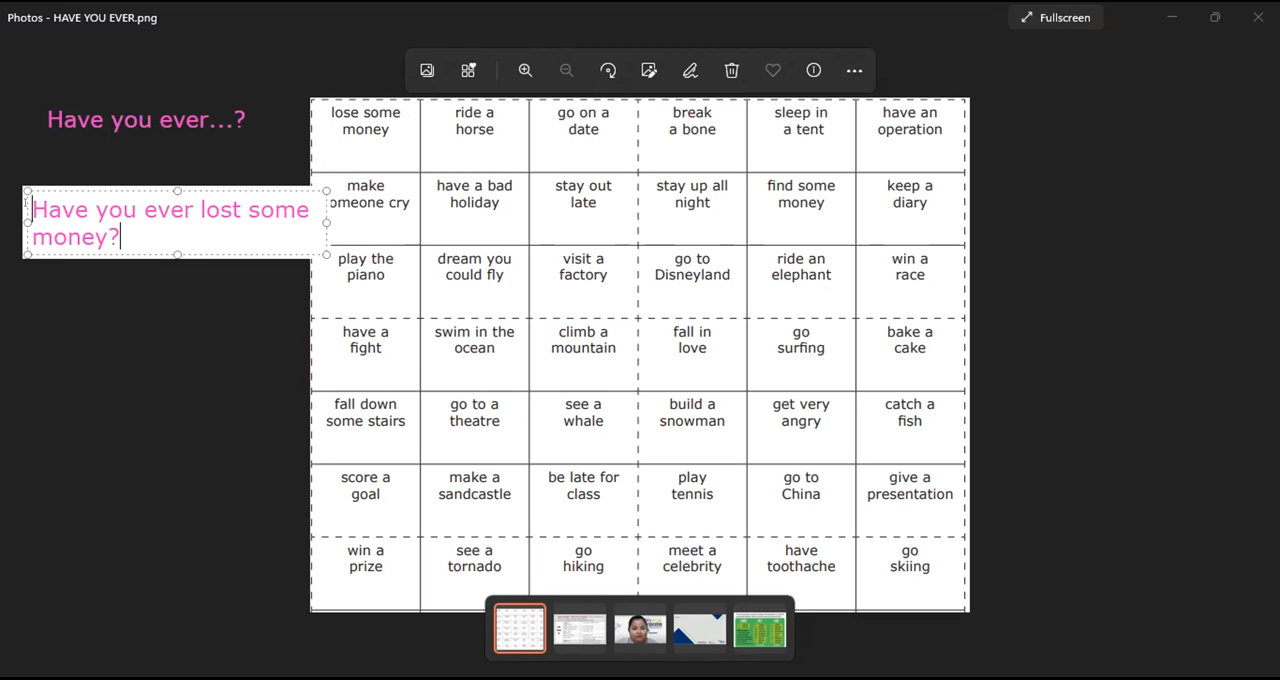 Photos - HAVE YOU EVER.png
Fullscreen
Have you ever...?
Have you ever lost some
money?
lose some
money
ride a
horse
go on a
date
break
a bone
sleep in
a tent
have an
operation
make
omeone cry
have a bad
holiday
stay out
late
stay up all
night
find some
money
keep a
diary
play the
piano
dream you
could fly
visit a
factory
go to
Disneyland
ride an
elephant
win a
race
have a
fight
swim in the
ocean
climb a
mountain
fall in
love
go
surfing
bake a
cake
fall down
some stairs
go to a
theatre
see a
whale
build a
snowman
get very
angry
catch a
fish
score a
goal
make a
sandcastle
be late for
class
play
tennis
go to
China
give a
presentation
win a
prize
see a
tornado
go
hiking
meet a
celebrity
have
toothache
go
skiing